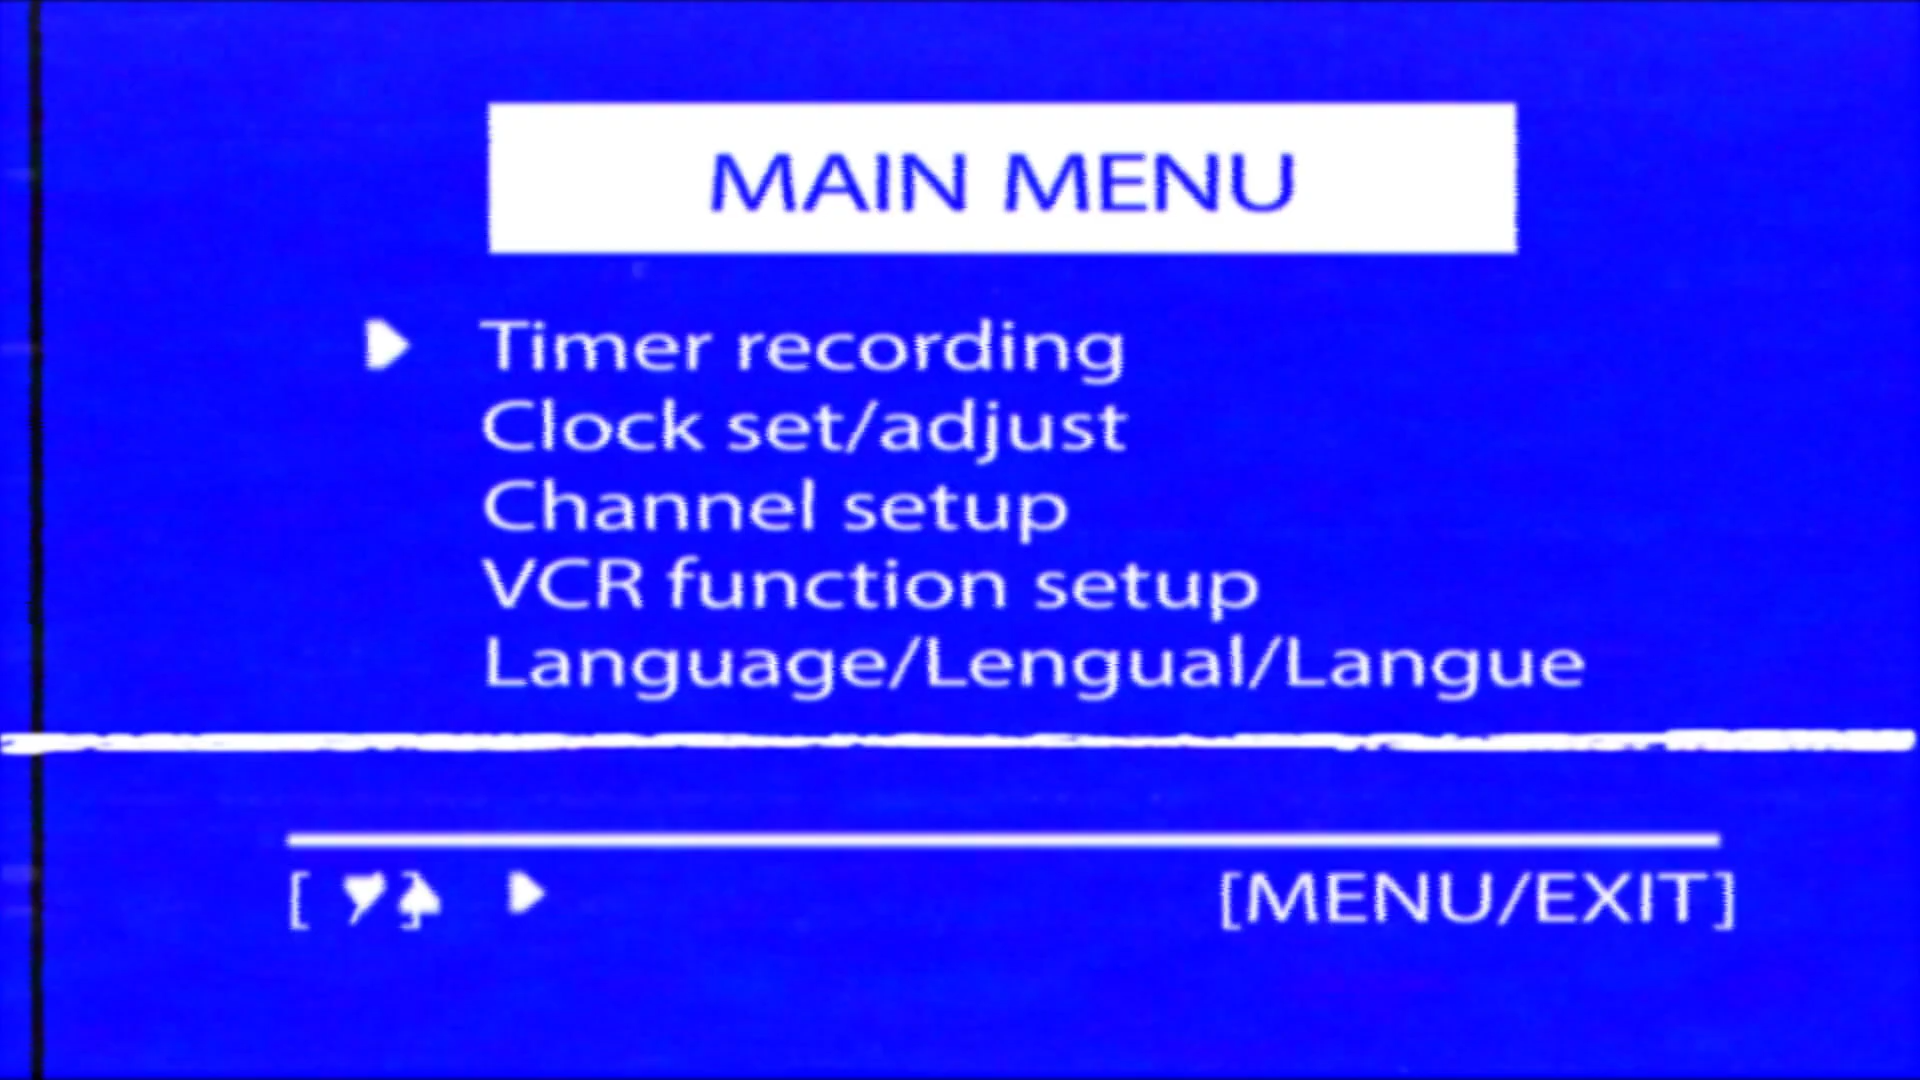 MAIN MENU
Timer recording
Clock set/adjust
Channel setup
VCR function setup
Language/Lengual/Langue
[ ] [MENU/EXIT]